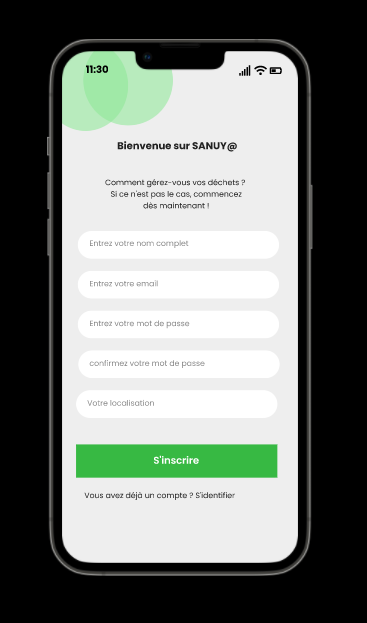 11:30
Bienvenue sur SANUY@
Comment gérez-vous vos déchets ?
Si ce n'est pas le cas, commencez
dès maintenant !
Entrez votre nom complet
Entrez votre email
Entrez votre mot de passe
confirmez votre mot de passe
Votre localisation
S'inscrire
Vous avez déjà un compte ? S'identifier